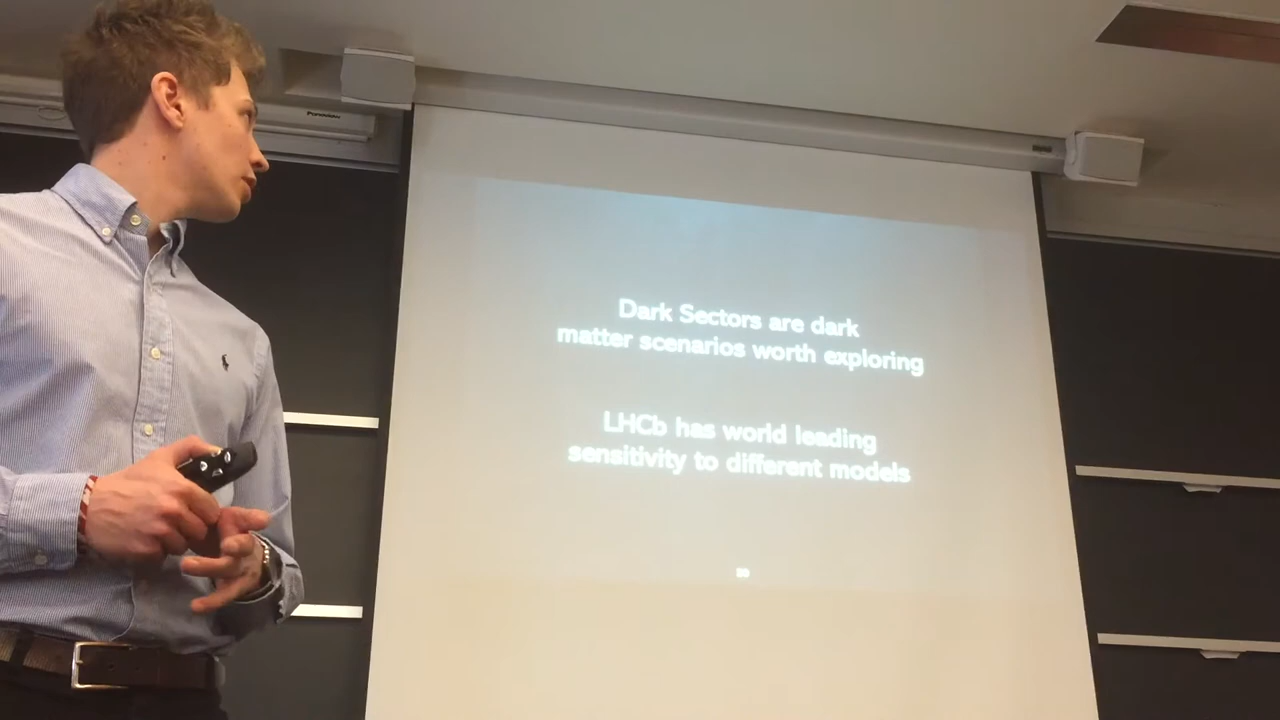 Dark Sectors are dark
matter scenarios worth exploring
LHCb has world leading
sensitivity to different models